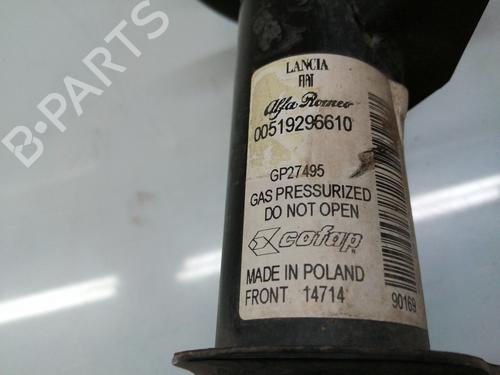 LANCIA
FIAT
Alfa Romeo
00519296610
GP27495
GAS PRESSURIZED
DO NOT OPEN
cofap
MADE IN POLAND
FRONT 14714
90169
B-PARTS